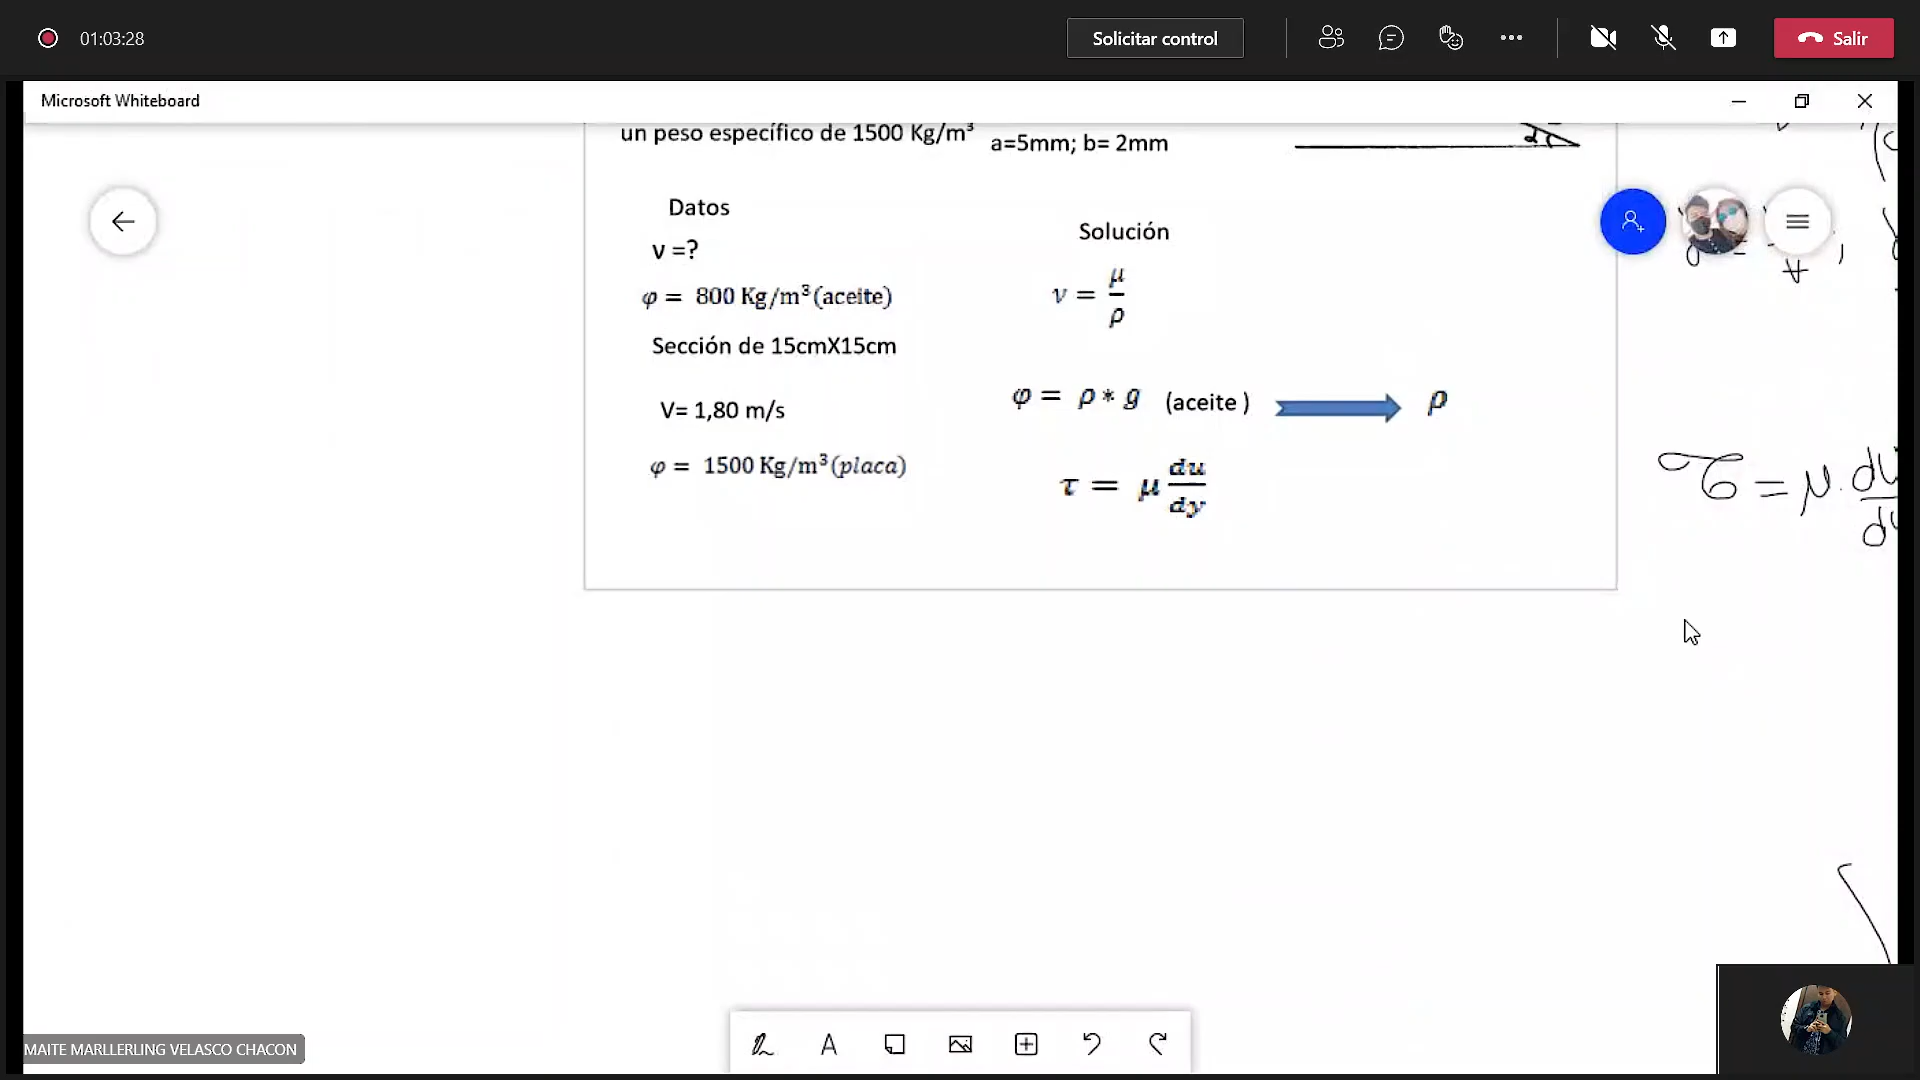 01:03:28
Solicitar control
Salir
Microsoft Whiteboard
un peso específico de 1500 Kg/m³
a=5mm; b= 2mm
Datos
v =?
φ = 800 Kg/m³(aceite)
Sección de 15cmX15cm
V= 1,80 m/s
φ = 1500 Kg/m³(placa)
Solución
ν = μ/ρ
φ = ρ * g (aceite ) ρ
τ = μ du/dy
τ = μ. du/dy
MAITE MARLLERLING VELASCO CHACON